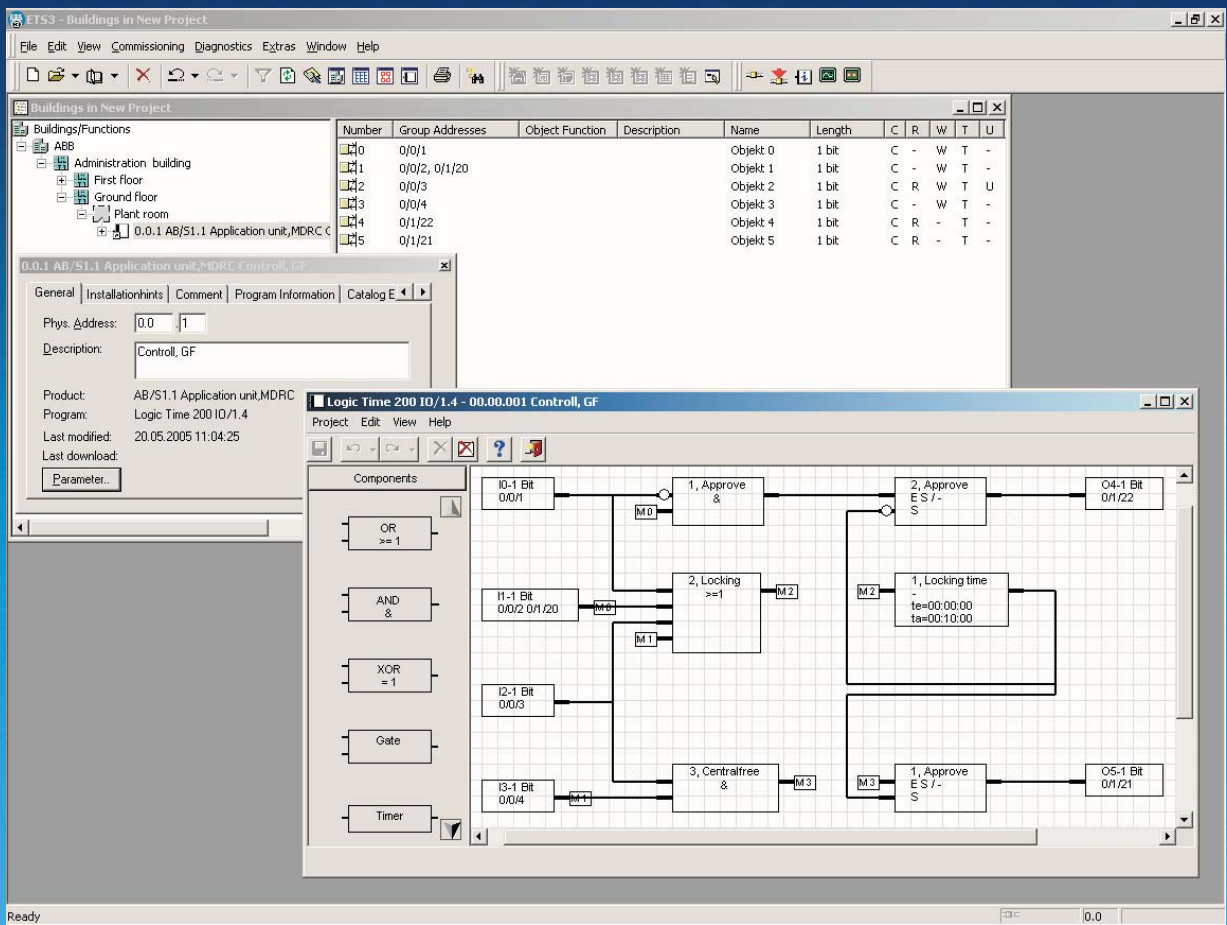 ETS3 - Buildings in New Project
File Edit View Commissioning Diagnostics Extras Window Help
Buildings in New Project
Buildings/Functions
ABB
Administration building
First floor
Ground floor
Plant room
0.0.1 AB/S1.1 Application unit,MDRC C
Number Group Addresses Object Function Description Name Length C R W T U
0 0/0/1 Objekt 0 1 bit C - W T -
1 0/0/2, 0/1/20 Objekt 1 1 bit C - W T -
2 0/0/3 Objekt 2 1 bit C R W T U
3 0/0/4 Objekt 3 1 bit C - W T -
4 0/1/22 Objekt 4 1 bit C R - T -
5 0/1/21 Objekt 5 1 bit C R - T -
0.0.1 AB/S1.1 Application unit,MDRC Controll, GF
General Installationhints Comment Program Information Catalog E
Phys. Address: 0.0 .1
Description: Controll, GF
Product: AB/S1.1 Application unit,MDRC
Program: Logic Time 200 IO/1.4
Last modified: 20.05.2005 11:04:25
Last download:
Parameter..
Logic Time 200 IO/1.4 - 00.00.001 Controll, GF
Project Edit View Help
Components
OR
>= 1
AND
&
XOR
= 1
Gate
Timer
I0-1 Bit
0/0/1
1, Approve
&
M 0
2, Approve
E S / -
S
O4-1 Bit
0/1/22
I1-1 Bit
0/0/2 0/1/20
M 0
2, Locking
>=1
M 2
M 1
M 2
1, Locking time
-
te=00:00:00
ta=00:10:00
I2-1 Bit
0/0/3
I3-1 Bit
0/0/4
M 1
3, Centralfree
&
M 3
M 3
1, Approve
E S / -
S
O5-1 Bit
0/1/21
Ready
0.0